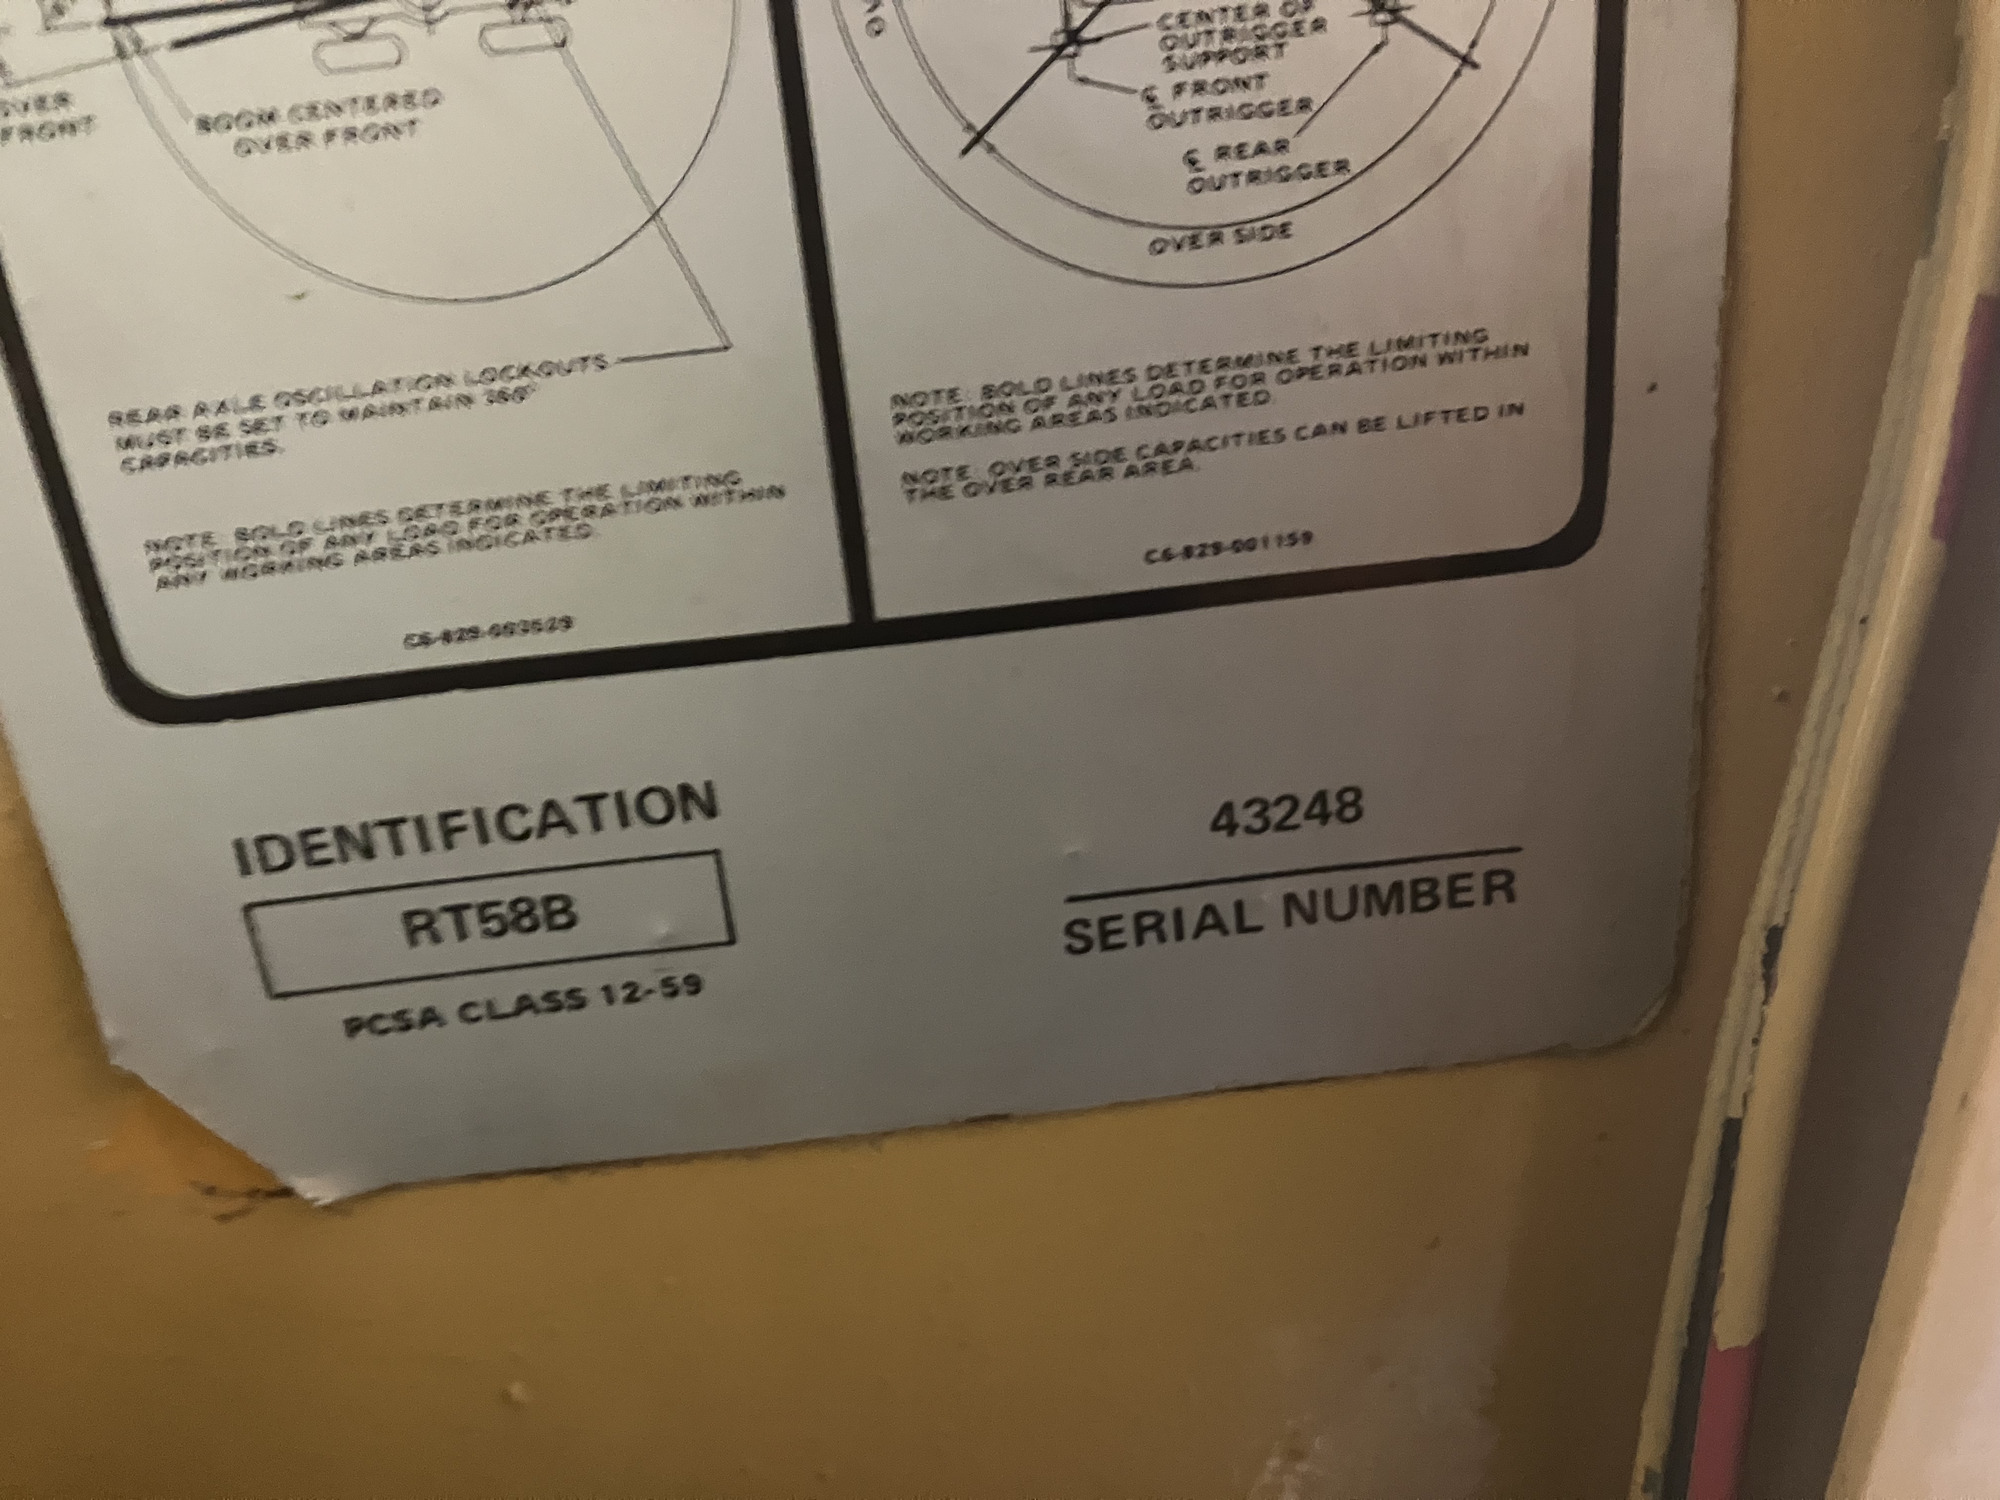 OVER
FRONT
BOOM CENTERED
OVER FRONT
REAR AXLE OSCILLATION LOCKOUTS
MUST BE SET TO MAINTAIN 360°
CAPACITIES.
NOTE: BOLD LINES DETERMINE THE LIMITING
POSITION OF ANY LOAD FOR OPERATION WITHIN
ANY WORKING AREAS INDICATED.
C6-829-003529
CENTER OF
OUTRIGGER
SUPPORT
℄ FRONT
OUTRIGGER
℄ REAR
OUTRIGGER
OVER SIDE
NOTE: BOLD LINES DETERMINE THE LIMITING
POSITION OF ANY LOAD FOR OPERATION WITHIN
WORKING AREAS INDICATED.
NOTE: OVER SIDE CAPACITIES CAN BE LIFTED IN
THE OVER REAR AREA.
C6-829-001159
IDENTIFICATION
RT58B
PCSA CLASS 12-59
43248
SERIAL NUMBER